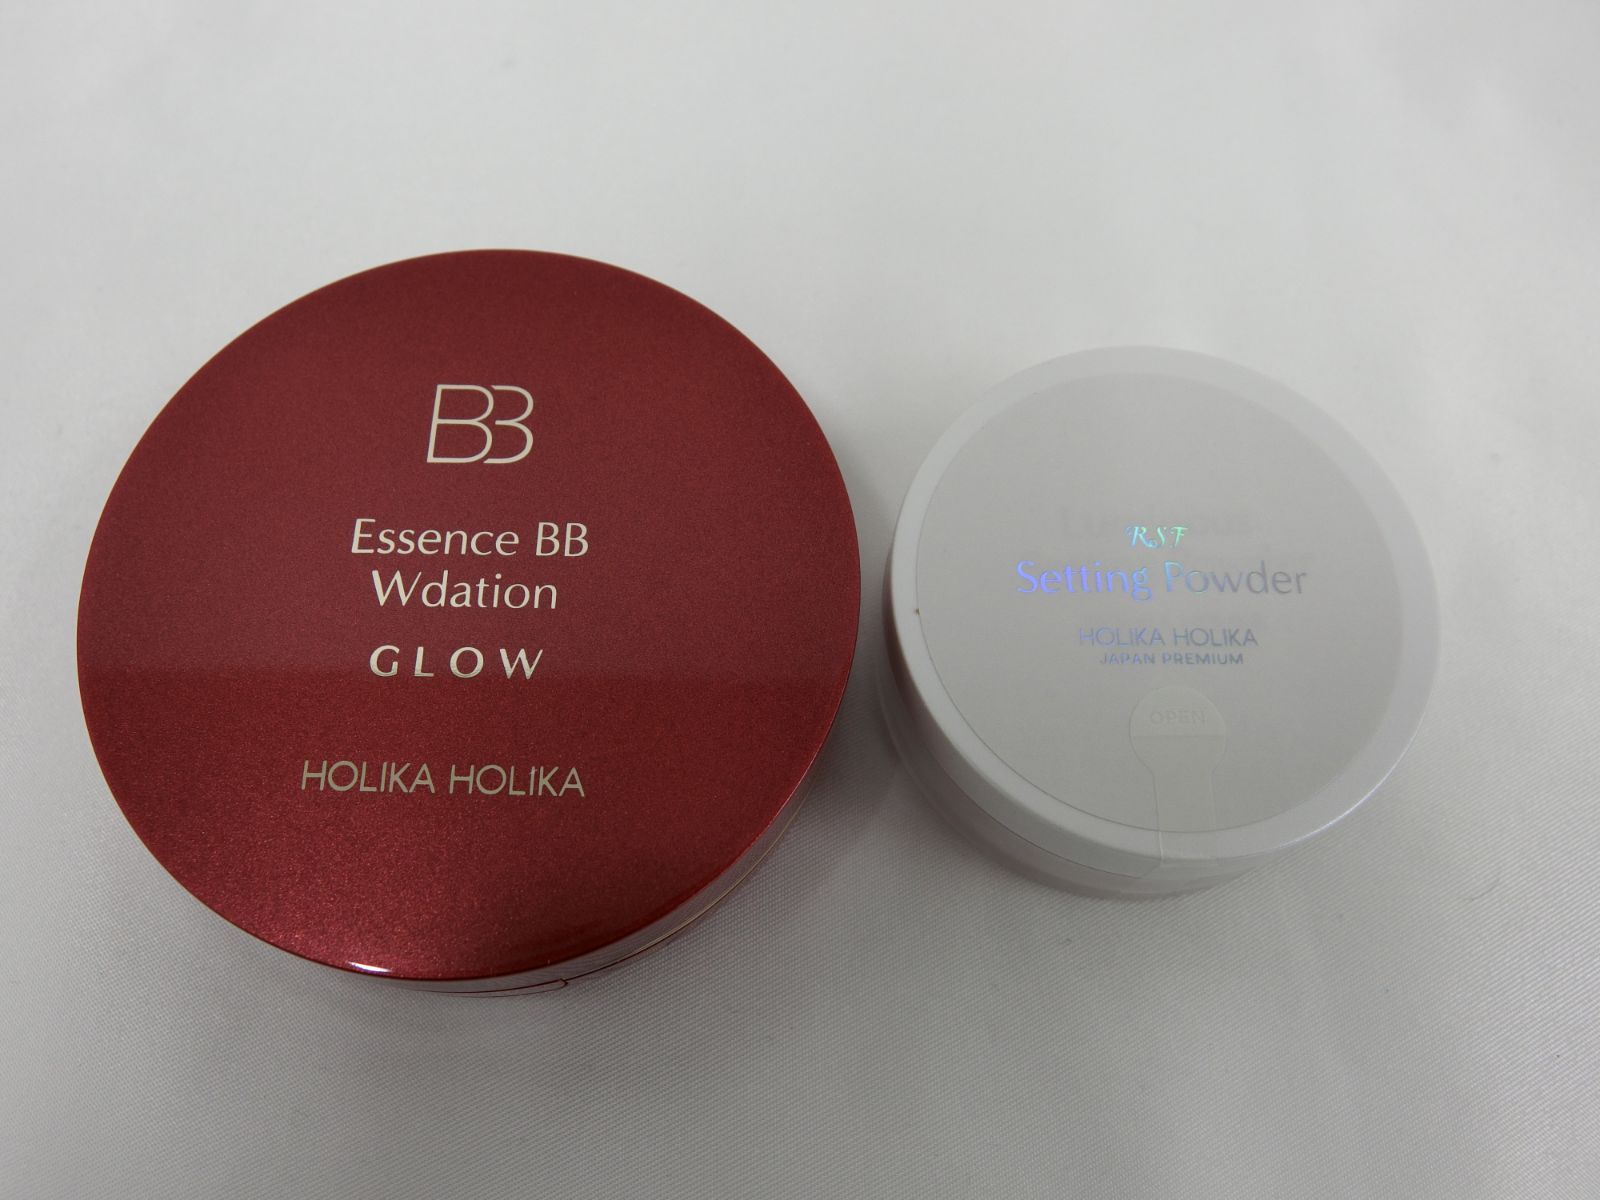 BB
Essence BB
Wdation
GLOW
HOLIKA HOLIKA
RSF
Setting Powder
HOLIKA HOLIKA
JAPAN PREMIUM
OPEN